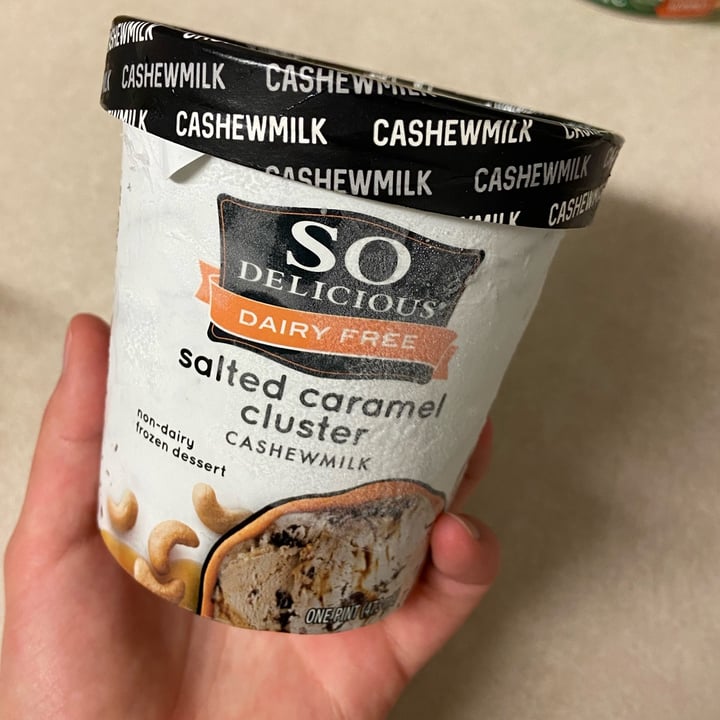 CASHEWMILK
CASHEWMILK CASHEWMILK
CASHEWMILK CASHEWMILK
CASHEWMILK CASHEWMILK
SO
DELICIOUS
DAIRY FREE
salted caramel
cluster
CASHEWMILK
non-dairy
frozen dessert
ONE PINT